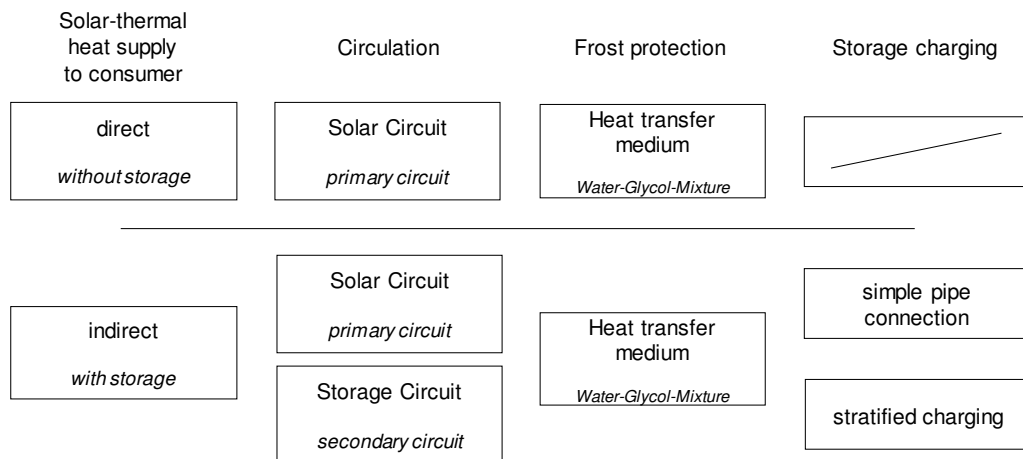 Solar-thermal
heat supply
to consumer
Circulation
Frost protection
Storage charging
direct
without storage
Solar Circuit
primary circuit
Heat transfer
medium
Water-Glycol-Mixture
indirect
with storage
Solar Circuit
primary circuit
Storage Circuit
secondary circuit
Heat transfer
medium
Water-Glycol-Mixture
simple pipe
connection
stratified charging